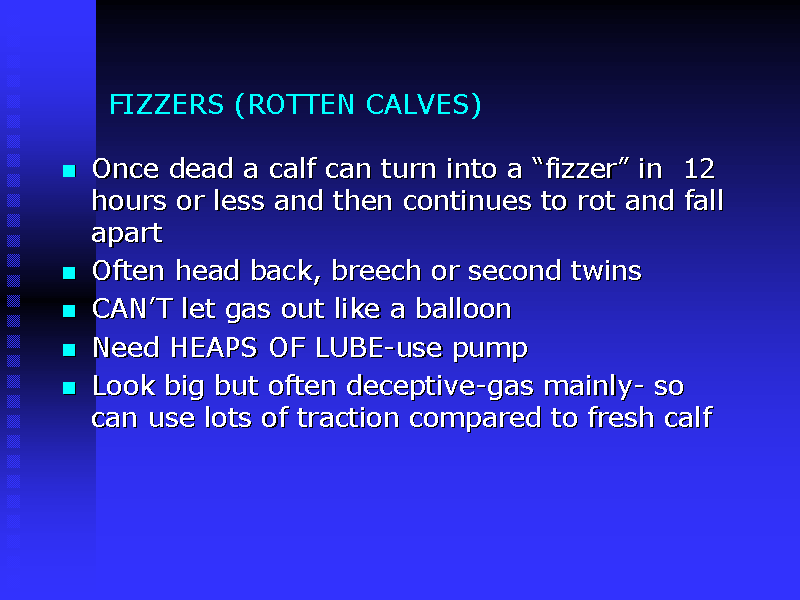 FIZZERS (ROTTEN CALVES)
Once dead a calf can turn into a “fizzer” in  12
hours or less and then continues to rot and fall
apart
Often head back, breech or second twins
CAN’T let gas out like a balloon
Need HEAPS OF LUBE-use pump
Look big but often deceptive-gas mainly- so
can use lots of traction compared to fresh calf